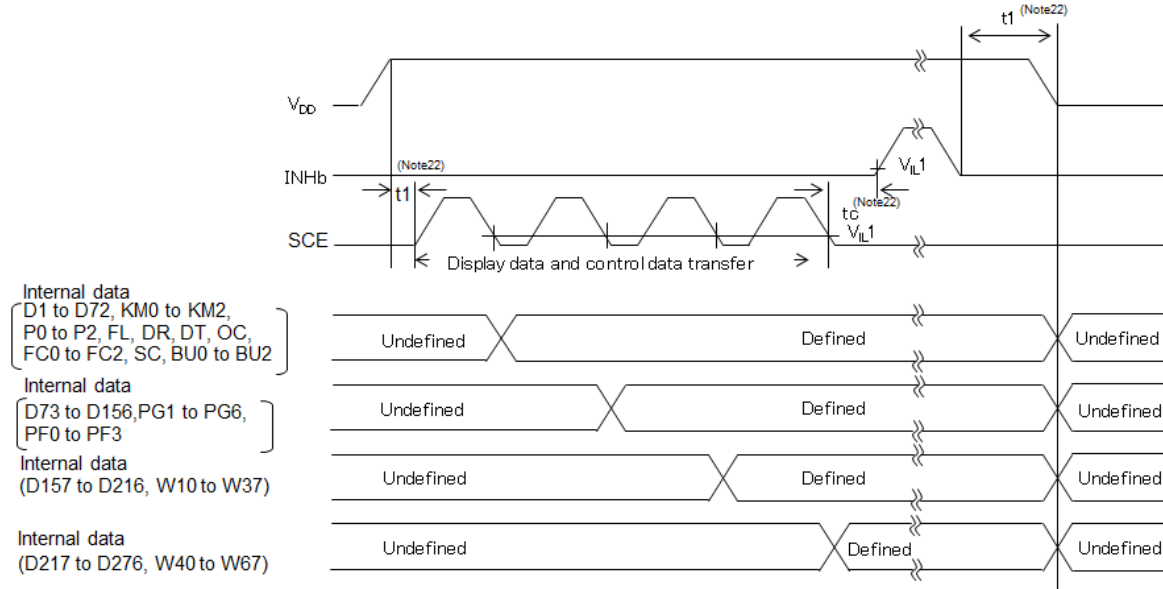 t1 (Note22)
VDD
(Note22)
INHb
VIL1
t1
(Note22)
tc
SCE
VIL1
Display data and control data transfer
Internal data
D1 to D72, KM0 to KM2,
P0 to P2, FL, DR, DT, OC,
FC0 to FC2, SC, BU0 to BU2
Undefined
Defined
Undefined
Internal data
D73 to D156,PG1 to PG6,
PF0 to PF3
Undefined
Defined
Undefined
Internal data
(D157 to D216, W10 to W37)
Undefined
Defined
Undefined
Internal data
(D217 to D276, W40 to W67)
Undefined
Defined
Undefined